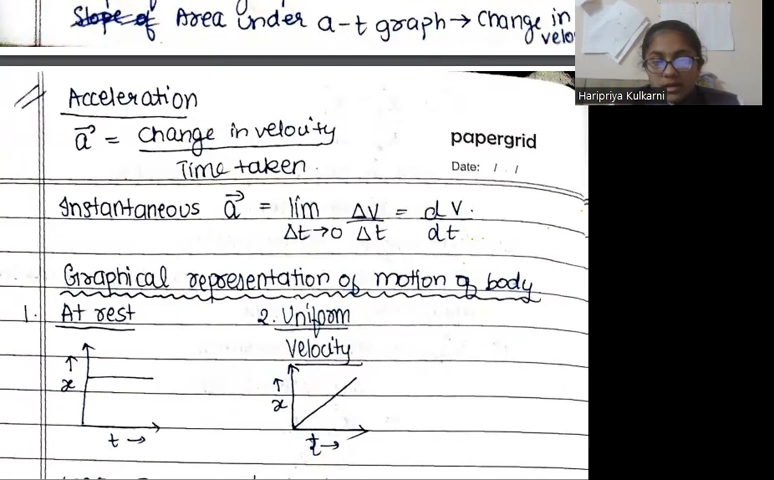 Slope of Area Under a-t graph → Change in
velo
Haripriya Kulkarni
Acceleration
a⃗ = Change in velocity
Time taken.
papergrid
Date: / /
Instantaneous a⃗ = lim ΔV = dV.
Δt→0 Δt dt.
Graphical representation of motion of body
1. At rest 2. Uniform
Velocity
↑ x ↑ x
t → t →